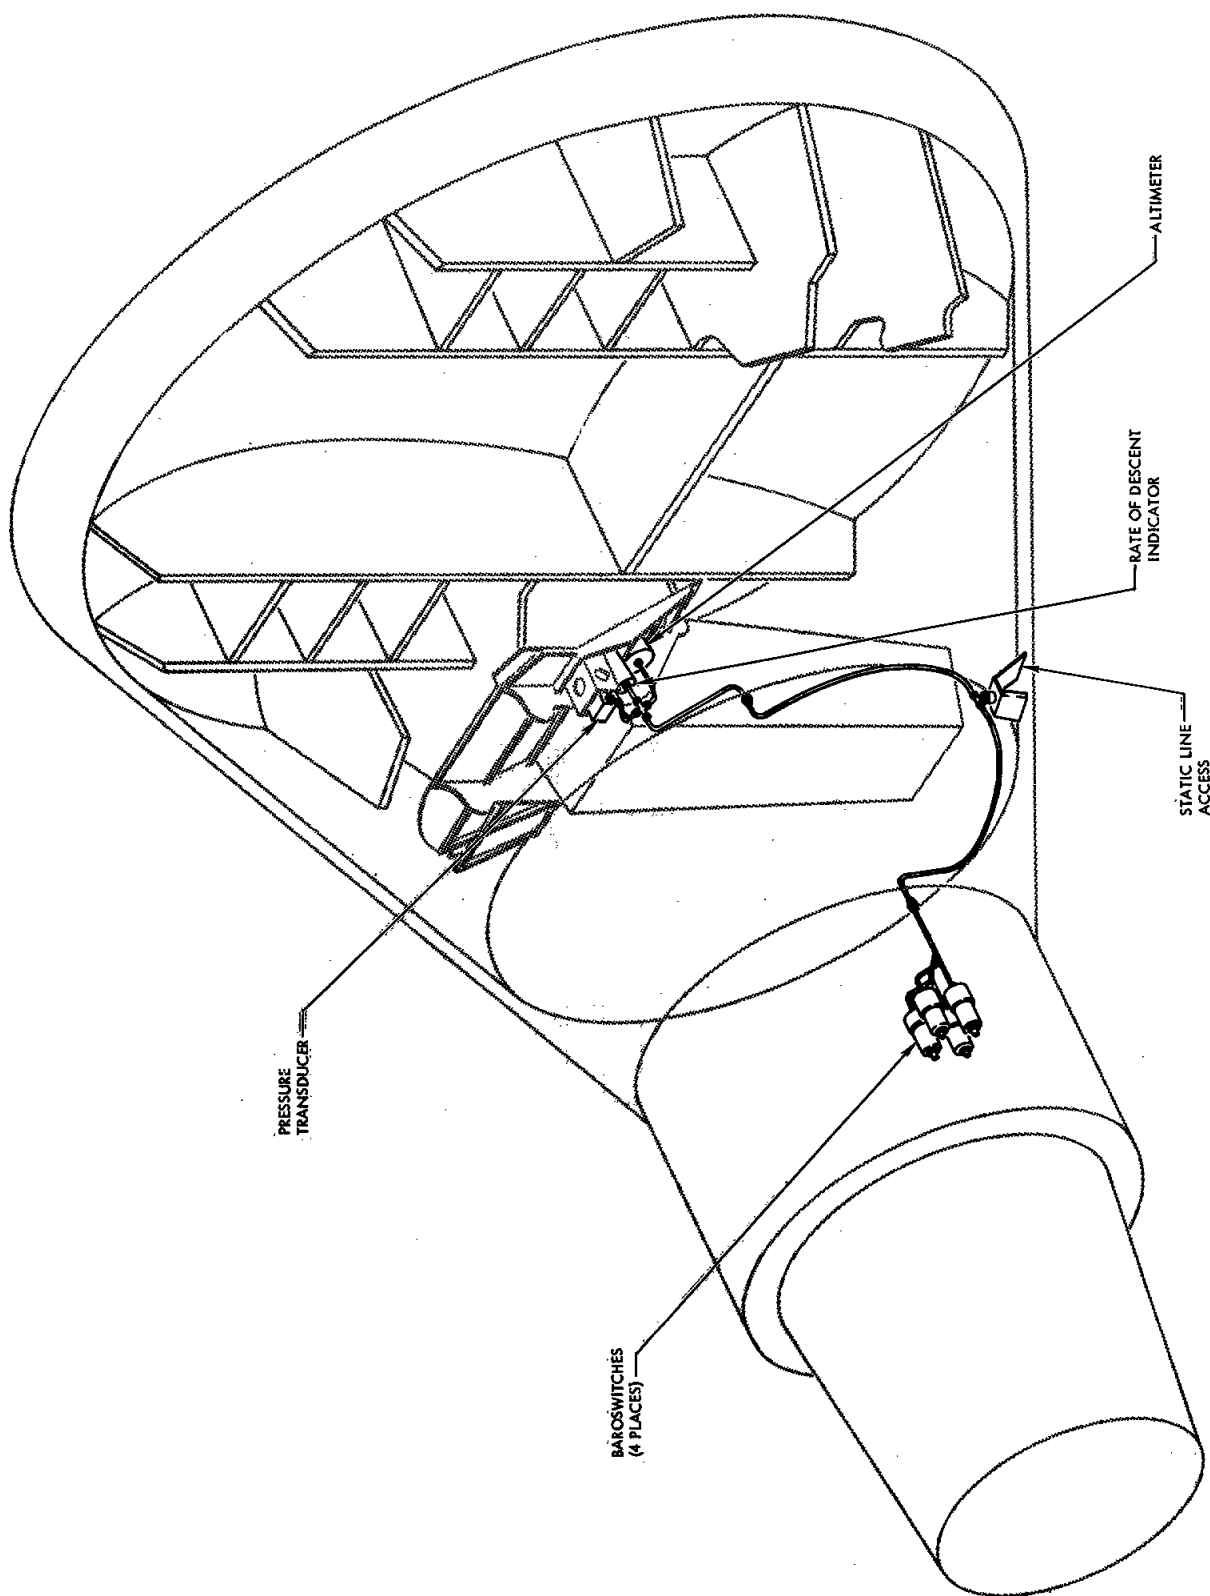 PRESSURE
TRANSDUCER
BAROSWITCHES
(4 PLACES)
RATE OF DESCENT
INDICATOR
ALTIMETER
STATIC LINE
ACCESS